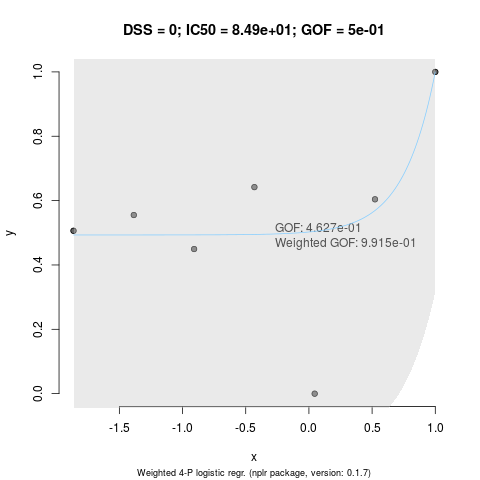 DSS = 0; IC50 = 8.49e+01; GOF = 5e-01
1.0
0.8
0.6
0.4
0.2
0.0
y
GOF: 4.627e-01
Weighted GOF: 9.915e-01
-1.5 -1.0 -0.5 0.0 0.5 1.0
x
Weighted 4-P logistic regr. (nplr package, version: 0.1.7)